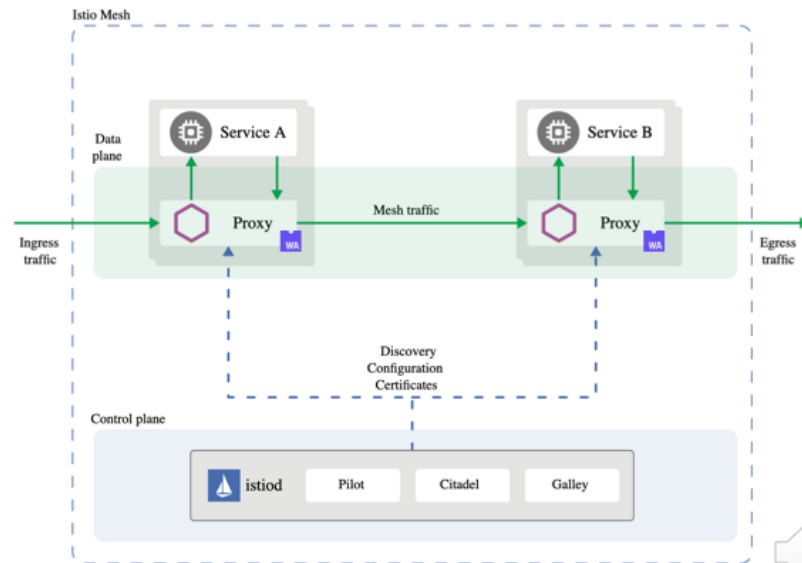 Istio Mesh
Service A
Service B
Data
plane
Proxy
WA
Mesh traffic
Proxy
WA
Ingress
traffic
Egress
traffic
Discovery
Configuration
Certificates
Control plane
istiod
Pilot
Citadel
Galley